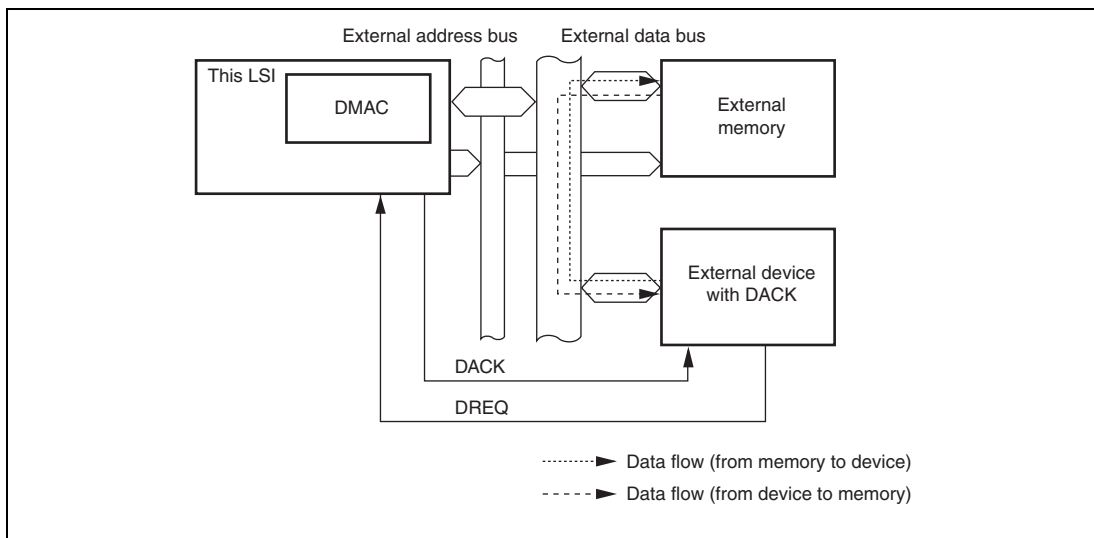 External address bus
External data bus
This LSI
DMAC
External
memory
External device
with DACK
DACK
DREQ
Data flow (from memory to device)
Data flow (from device to memory)